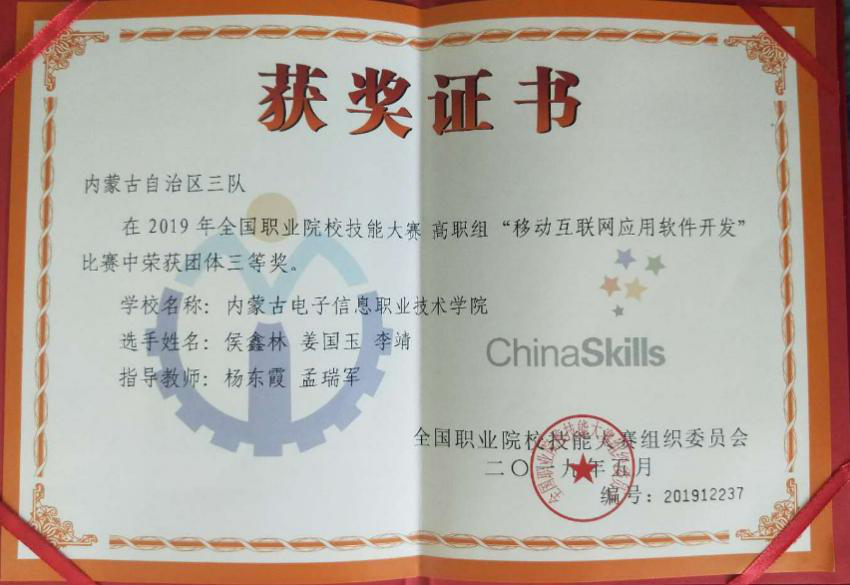 获奖证书
内蒙古自治区三队
在2019年全国职业院校技能大赛 高职组“移动互联网应用软件开发”
比赛中荣获团体三等奖。
学校名称：内蒙古电子信息职业技术学院
选手姓名：侯鑫林 姜国玉 李靖
指导教师：杨东霞 孟瑞军
ChinaSkills
全国职业院校技能大赛组织委员会
二〇一九年五月
编号：201912237